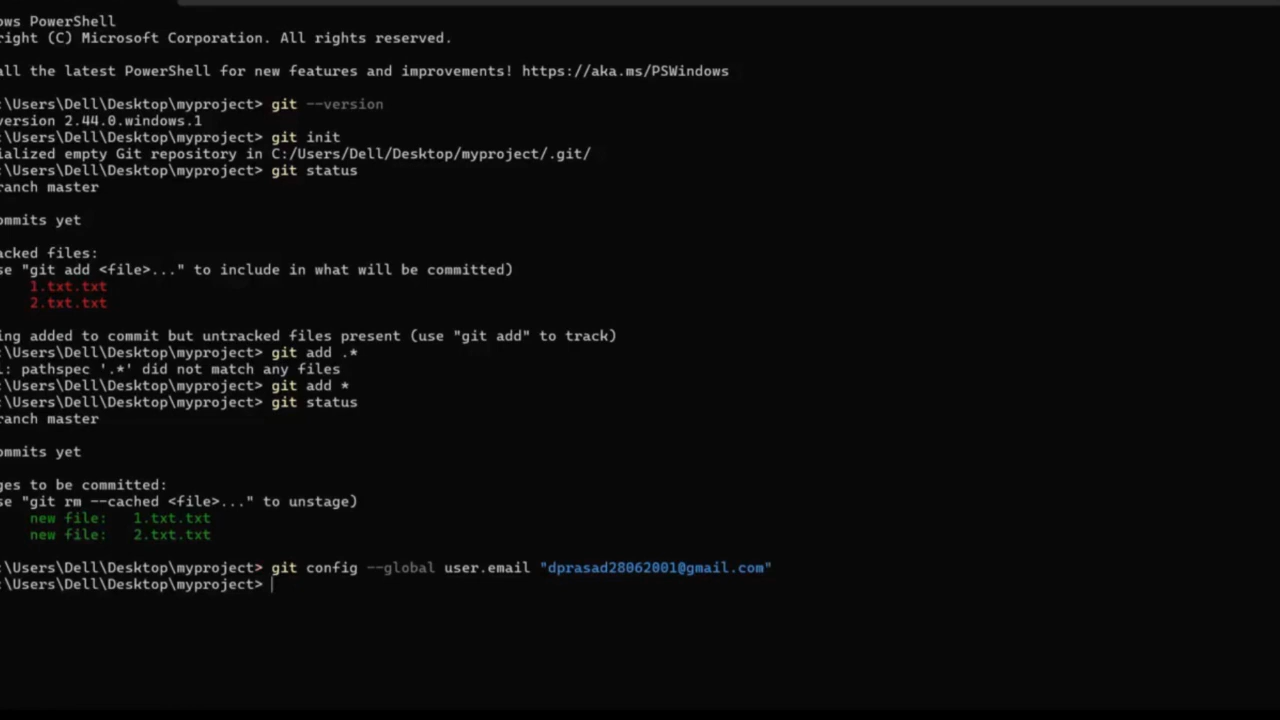 ows PowerShell
right (C) Microsoft Corporation. All rights reserved.
all the latest PowerShell for new features and improvements! https://aka.ms/PSWindows
:\Users\Dell\Desktop\myproject> git --version
version 2.44.0.windows.1
:\Users\Dell\Desktop\myproject> git init
ialized empty Git repository in C:/Users/Dell/Desktop/myproject/.git/
:\Users\Dell\Desktop\myproject> git status
ranch master
ommits yet
acked files:
se "git add <file>..." to include in what will be committed)
1.txt.txt
2.txt.txt
ing added to commit but untracked files present (use "git add" to track)
:\Users\Dell\Desktop\myproject> git add .*
l: pathspec '.*' did not match any files
:\Users\Dell\Desktop\myproject> git add *
:\Users\Dell\Desktop\myproject> git status
ranch master
ommits yet
ges to be committed:
se "git rm --cached <file>..." to unstage)
new file:   1.txt.txt
new file:   2.txt.txt
:\Users\Dell\Desktop\myproject> git config --global user.email "dprasad28062001@gmail.com"
:\Users\Dell\Desktop\myproject>